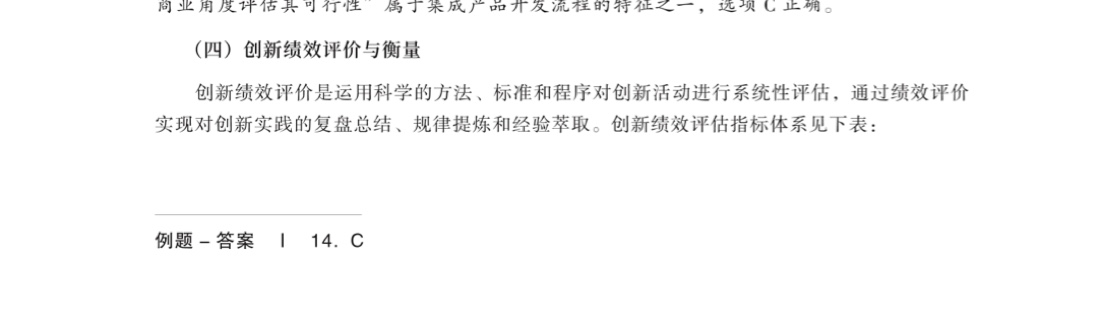 商业角度评估其可行性”属于集成产品开发流程的特征之一，选项 C 正确。
（四）创新绩效评价与衡量
创新绩效评价是运用科学的方法、标准和程序对创新活动进行系统性评估，通过绩效评价
实现对创新实践的复盘总结、规律提炼和经验萃取。创新绩效评估指标体系见下表：
例题 – 答案 | 14. C